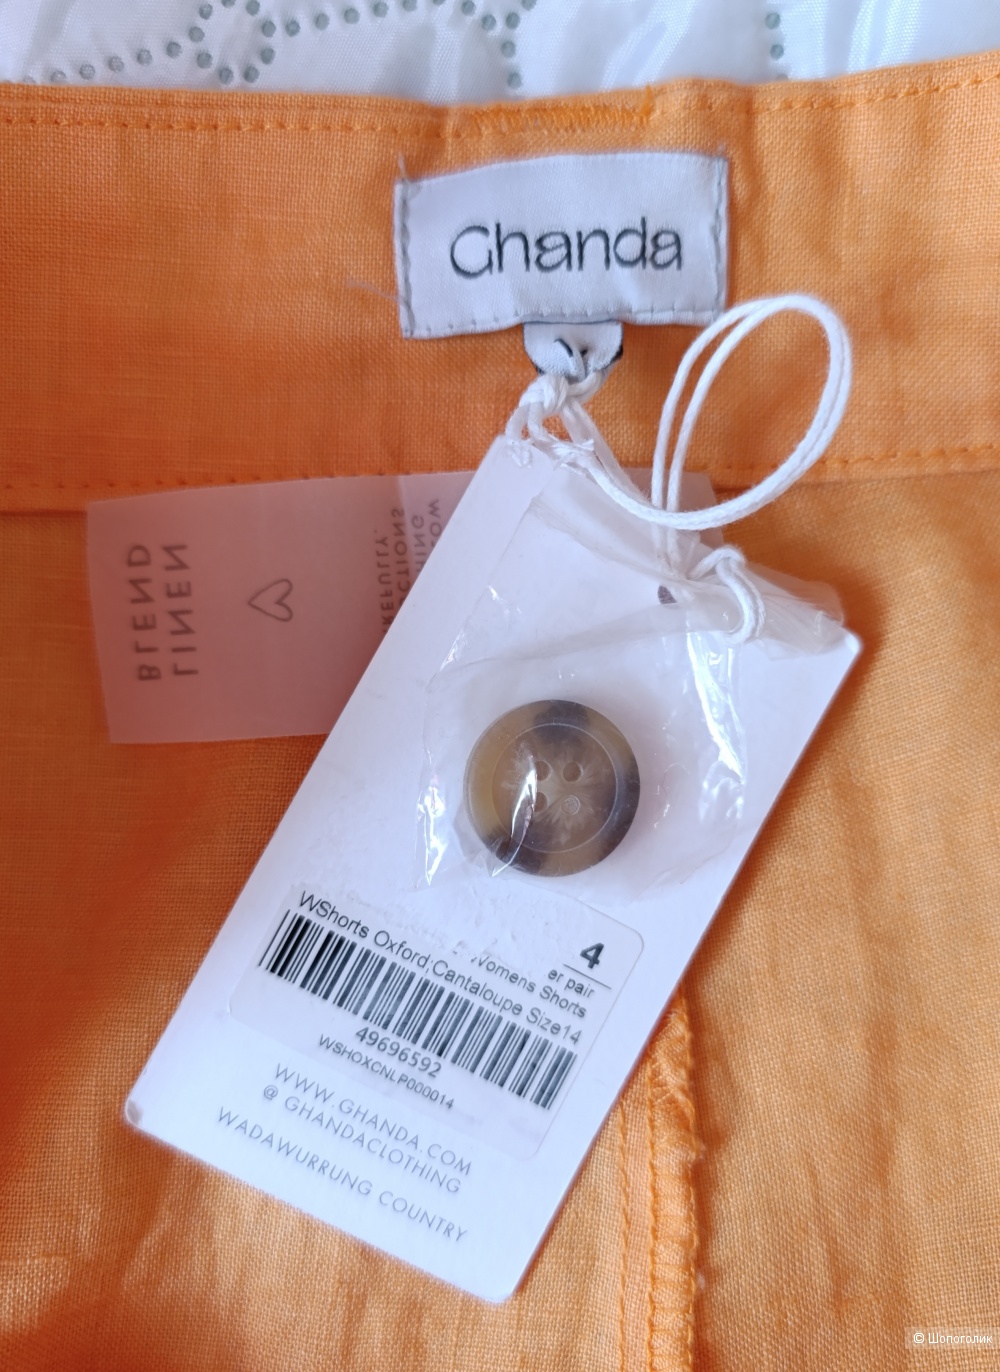 Ghanda
LINEN
BLEND
4
Womens Shorts
er pair
WShorts Oxford;Cantaloupe Size14
49696592
WSHOXCNLP000014
WWW.GHANDA.COM
@ GHANDACLOTHING
WADAWURRUNG COUNTRY
© Шопоголик